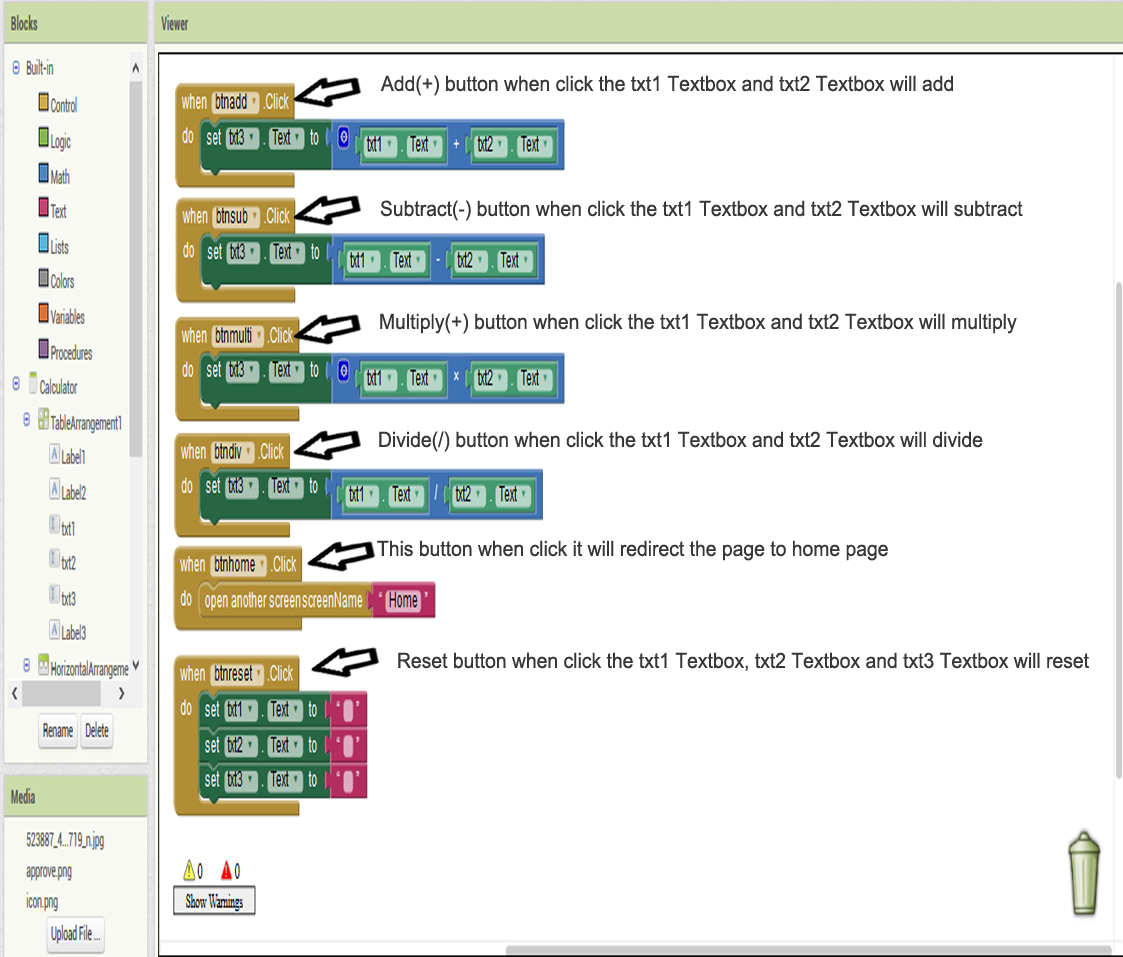 Blocks
Viewer
Built-in
Control
Logic
Math
Text
Lists
Colors
Variables
Procedures
Calculator
TableArrangement1
Label1
Label2
txt1
txt2
txt3
Label3
HorizontalArrangeme
Rename Delete
Media
523887_4...719_n.jpg
approve.png
icon.png
Upload File ...
when btnadd .Click
Add(+) button when click the txt1 Textbox and txt2 Textbox will add
do set txt3 . Text to txt1 . Text + txt2 . Text
when btnsub .Click
Subtract(-) button when click the txt1 Textbox and txt2 Textbox will subtract
do set txt3 . Text to txt1 . Text - txt2 . Text
when btnmulti .Click
Multiply(+) button when click the txt1 Textbox and txt2 Textbox will multiply
do set txt3 . Text to txt1 . Text x txt2 . Text
when btndiv .Click
Divide(/) button when click the txt1 Textbox and txt2 Textbox will divide
do set txt3 . Text to txt1 . Text / txt2 . Text
when btnhome .Click
This button when click it will redirect the page to home page
do open another screen screenName " Home "
when btnreset .Click
Reset button when click the txt1 Textbox, txt2 Textbox and txt3 Textbox will reset
do set txt1 . Text to " "
set txt2 . Text to " "
set txt3 . Text to " "
0 0
Show Warnings